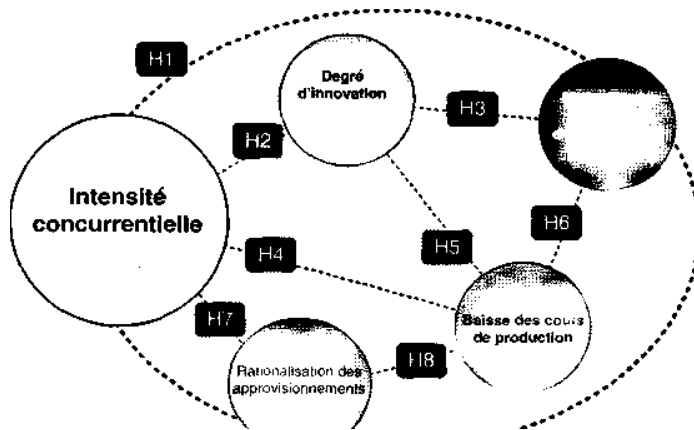 H1
Degré
d'innovation
H3
H2
Intensité
concurrentielle
H6
H5
H4
Baisse des cours
de production
H7
Rationalisation des
approvisionnements
H8